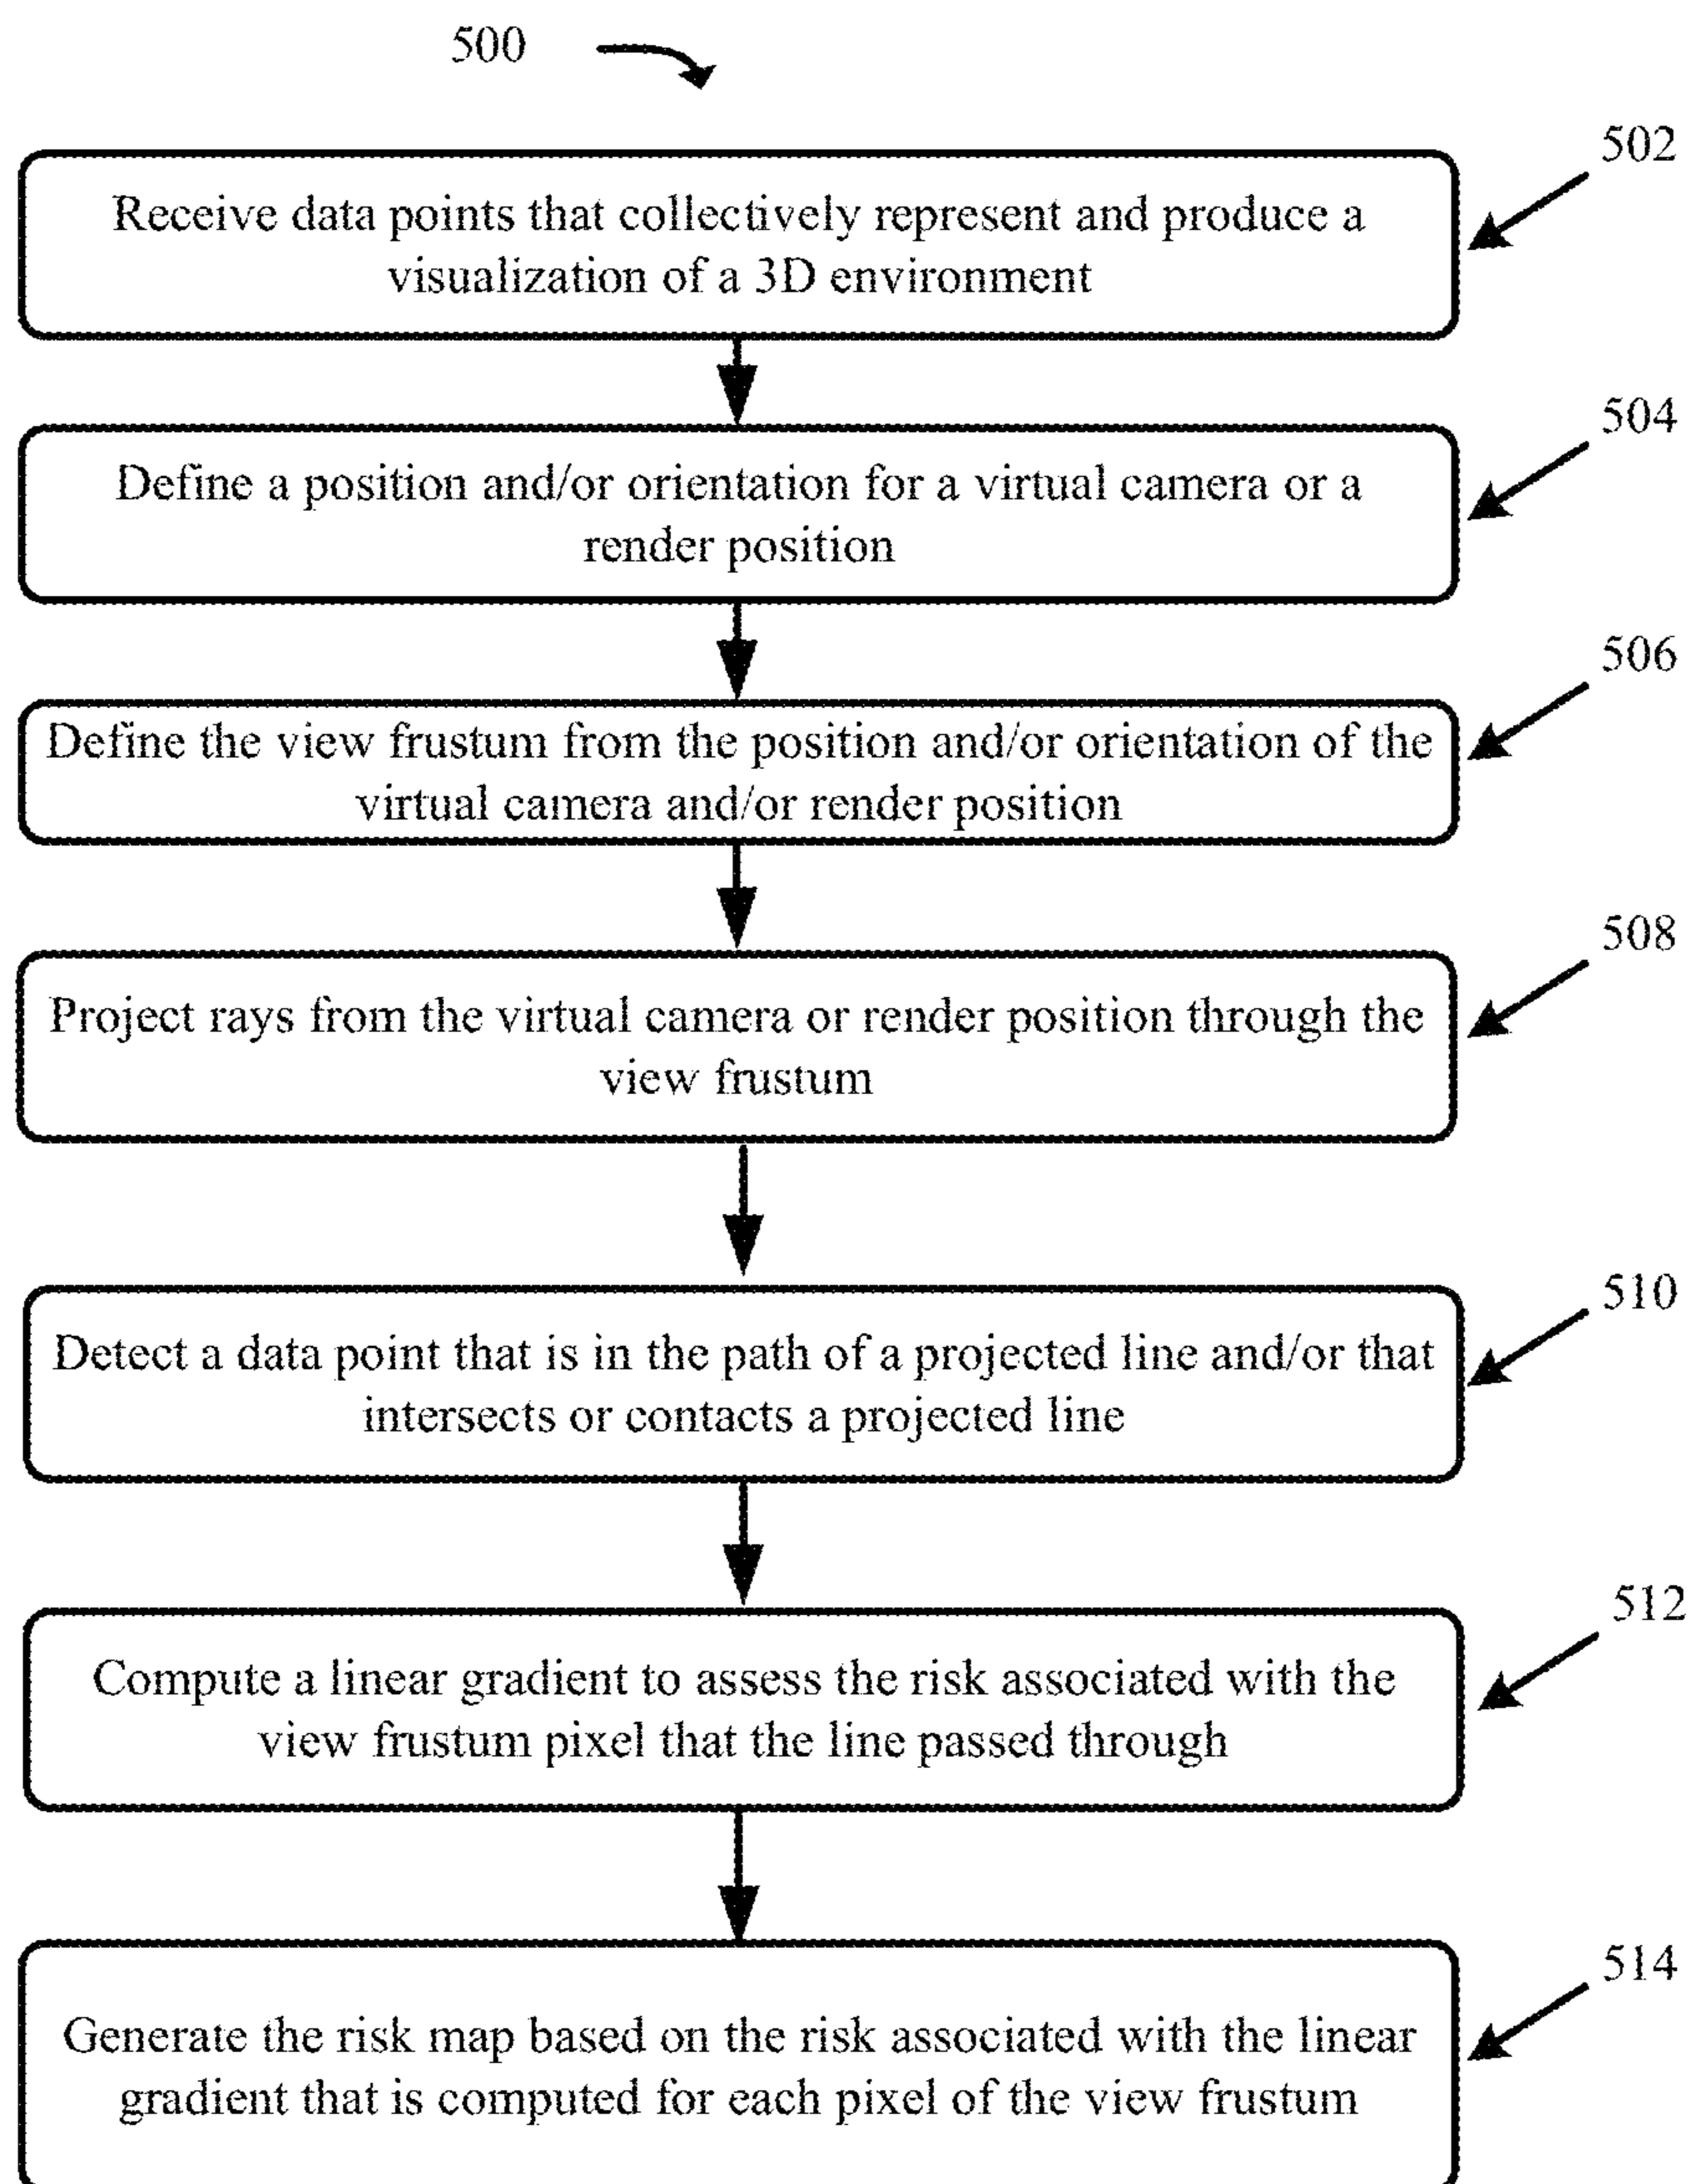 500
502
Receive data points that collectively represent and produce a
visualization of a 3D environment
504
Define a position and/or orientation for a virtual camera or a
render position
506
Define the view frustum from the position and/or orientation of the
virtual camera and/or render position
508
Project rays from the virtual camera or render position through the
view frustum
510
Detect a data point that is in the path of a projected line and/or that
intersects or contacts a projected line
512
Compute a linear gradient to assess the risk associated with the
view frustum pixel that the line passed through
514
Generate the risk map based on the risk associated with the linear
gradient that is computed for each pixel of the view frustum